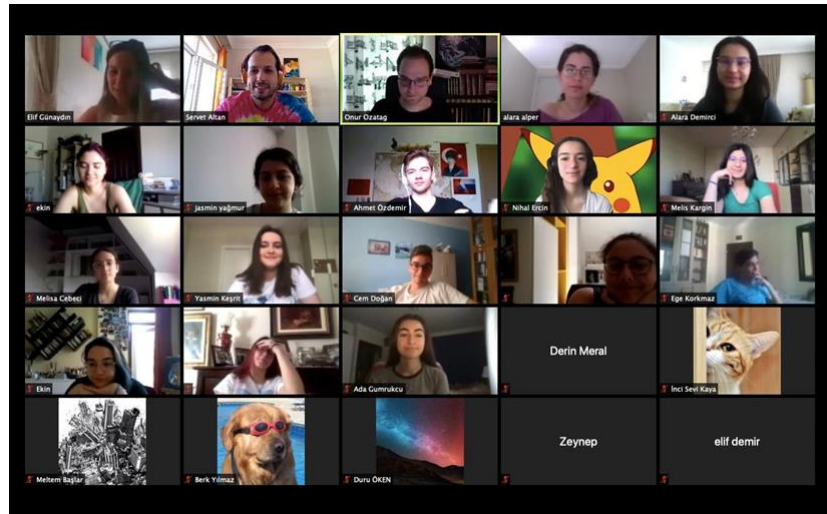 Elif Günaydın
Servet Altan
Onur Ozatag
alara alper
Alara Demirci
ekin
jasmin yağmur
Ahmet Özdemir
Nihal Ercin
Melis Kargin
Melisa Cebeci
Yasmin Keşrit
Cem Doğan
Ege Korkmaz
Ekin
Ada Gumrukcu
Derin Meral
İnci Sevi Kaya
Meltem Başlar
Berk Yılmaz
Duru ÖKEN
Zeynep
elif demir